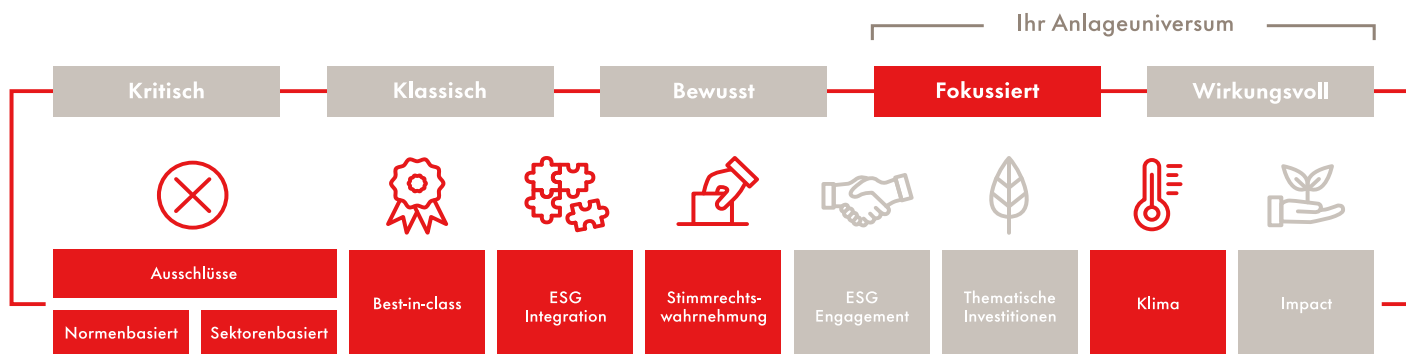 Ihr Anlageuniversum
Kritisch
Klassisch
Bewusst
Fokussiert
Wirkungsvoll
Ausschlüsse
Normenbasiert
Sektorenbasiert
Best-in-class
ESG
Integration
Stimmrechts-
wahrnehmung
ESG
Engagement
Thematische
Investitionen
Klima
Impact